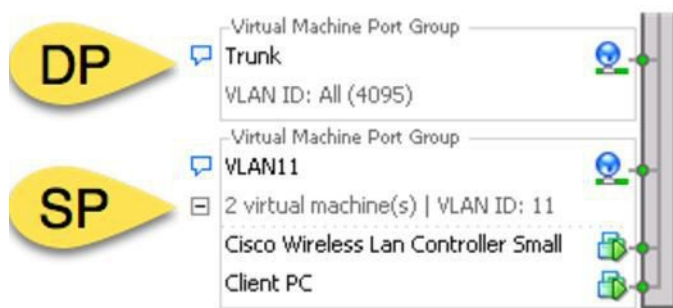 DP
Virtual Machine Port Group
Trunk
VLAN ID: All (4095)
SP
Virtual Machine Port Group
VLAN11
2 virtual machine(s) | VLAN ID: 11
Cisco Wireless Lan Controller Small
Client PC